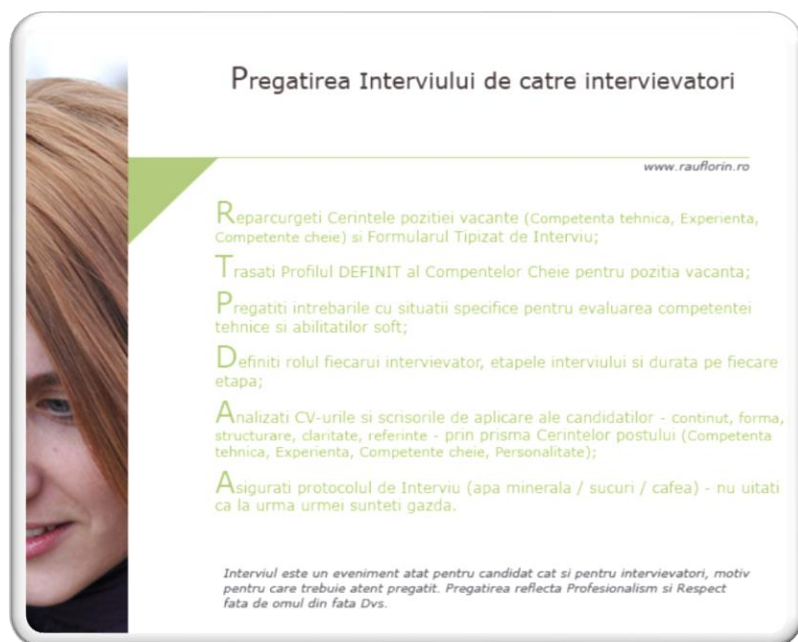 Pregatirea Interviului de catre intervievatori
www.rauflorin.ro
Reparcurgeti Cerintele pozitiei vacante (Competenta tehnica, Experienta,
Competente cheie) si Formularul Tipizat de Interviu;
Trasati Profilul DEFINIT al Compentelor Cheie pentru pozitia vacanta;
Pregatiti intrebarile cu situatii specifice pentru evaluarea competentei
tehnice si abilitatilor soft;
Definiti rolul fiecarui intervievator, etapele interviului si durata pe fiecare
etapa;
Analizati CV-urile si scrisorile de aplicare ale candidatilor - continut, forma,
structurare, claritate, referinte - prin prisma Cerintelor postului (Competenta
tehnica, Experienta, Competente cheie, Personalitate);
Asigurati protocolul de Interviu (apa minerala / sucuri / cafea) - nu uitati
ca la urma urmei sunteti gazda.
Interviul este un eveniment atat pentru candidat cat si pentru intervievatori, motiv
pentru care trebuie atent pregatit. Pregatirea reflecta Profesionalism si Respect
fata de omul din fata Dvs.